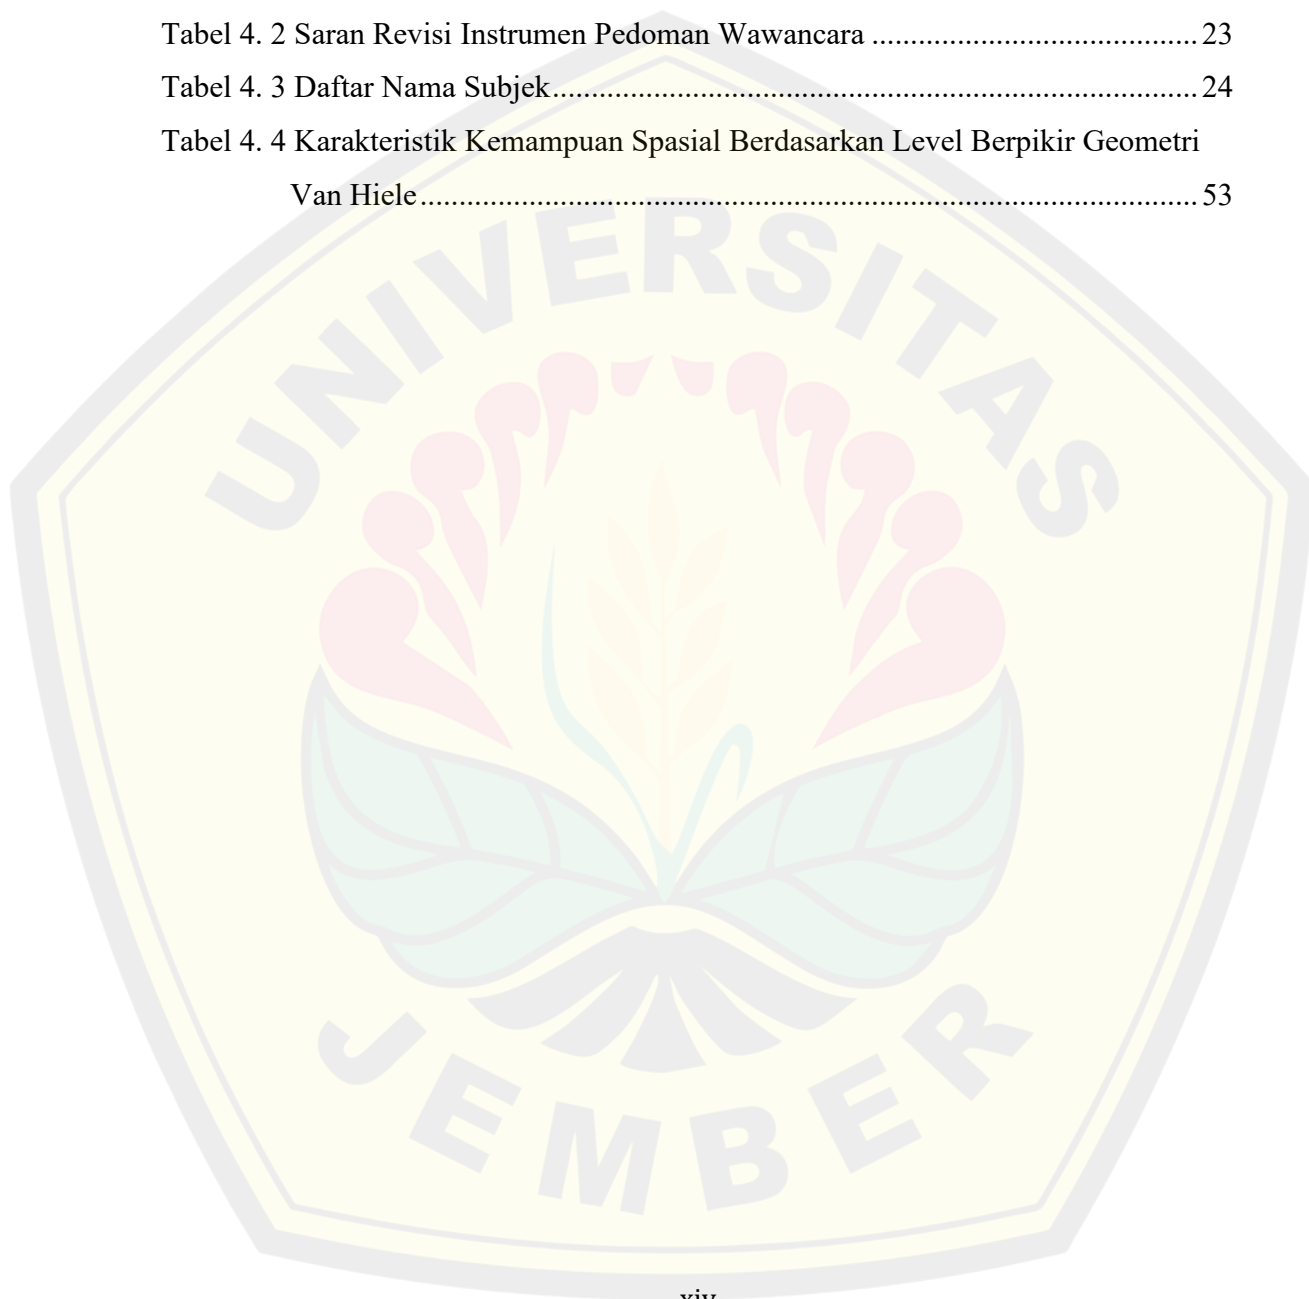 Tabel 4. 2 Saran Revisi Instrumen Pedoman Wawancara ......................................... 23
Tabel 4. 3 Daftar Nama Subjek.................................................................................. 24
Tabel 4. 4 Karakteristik Kemampuan Spasial Berdasarkan Level Berpikir Geometri
Van Hiele................................................................................................... 53
UNIVERSITAS
JEMBER
xiv